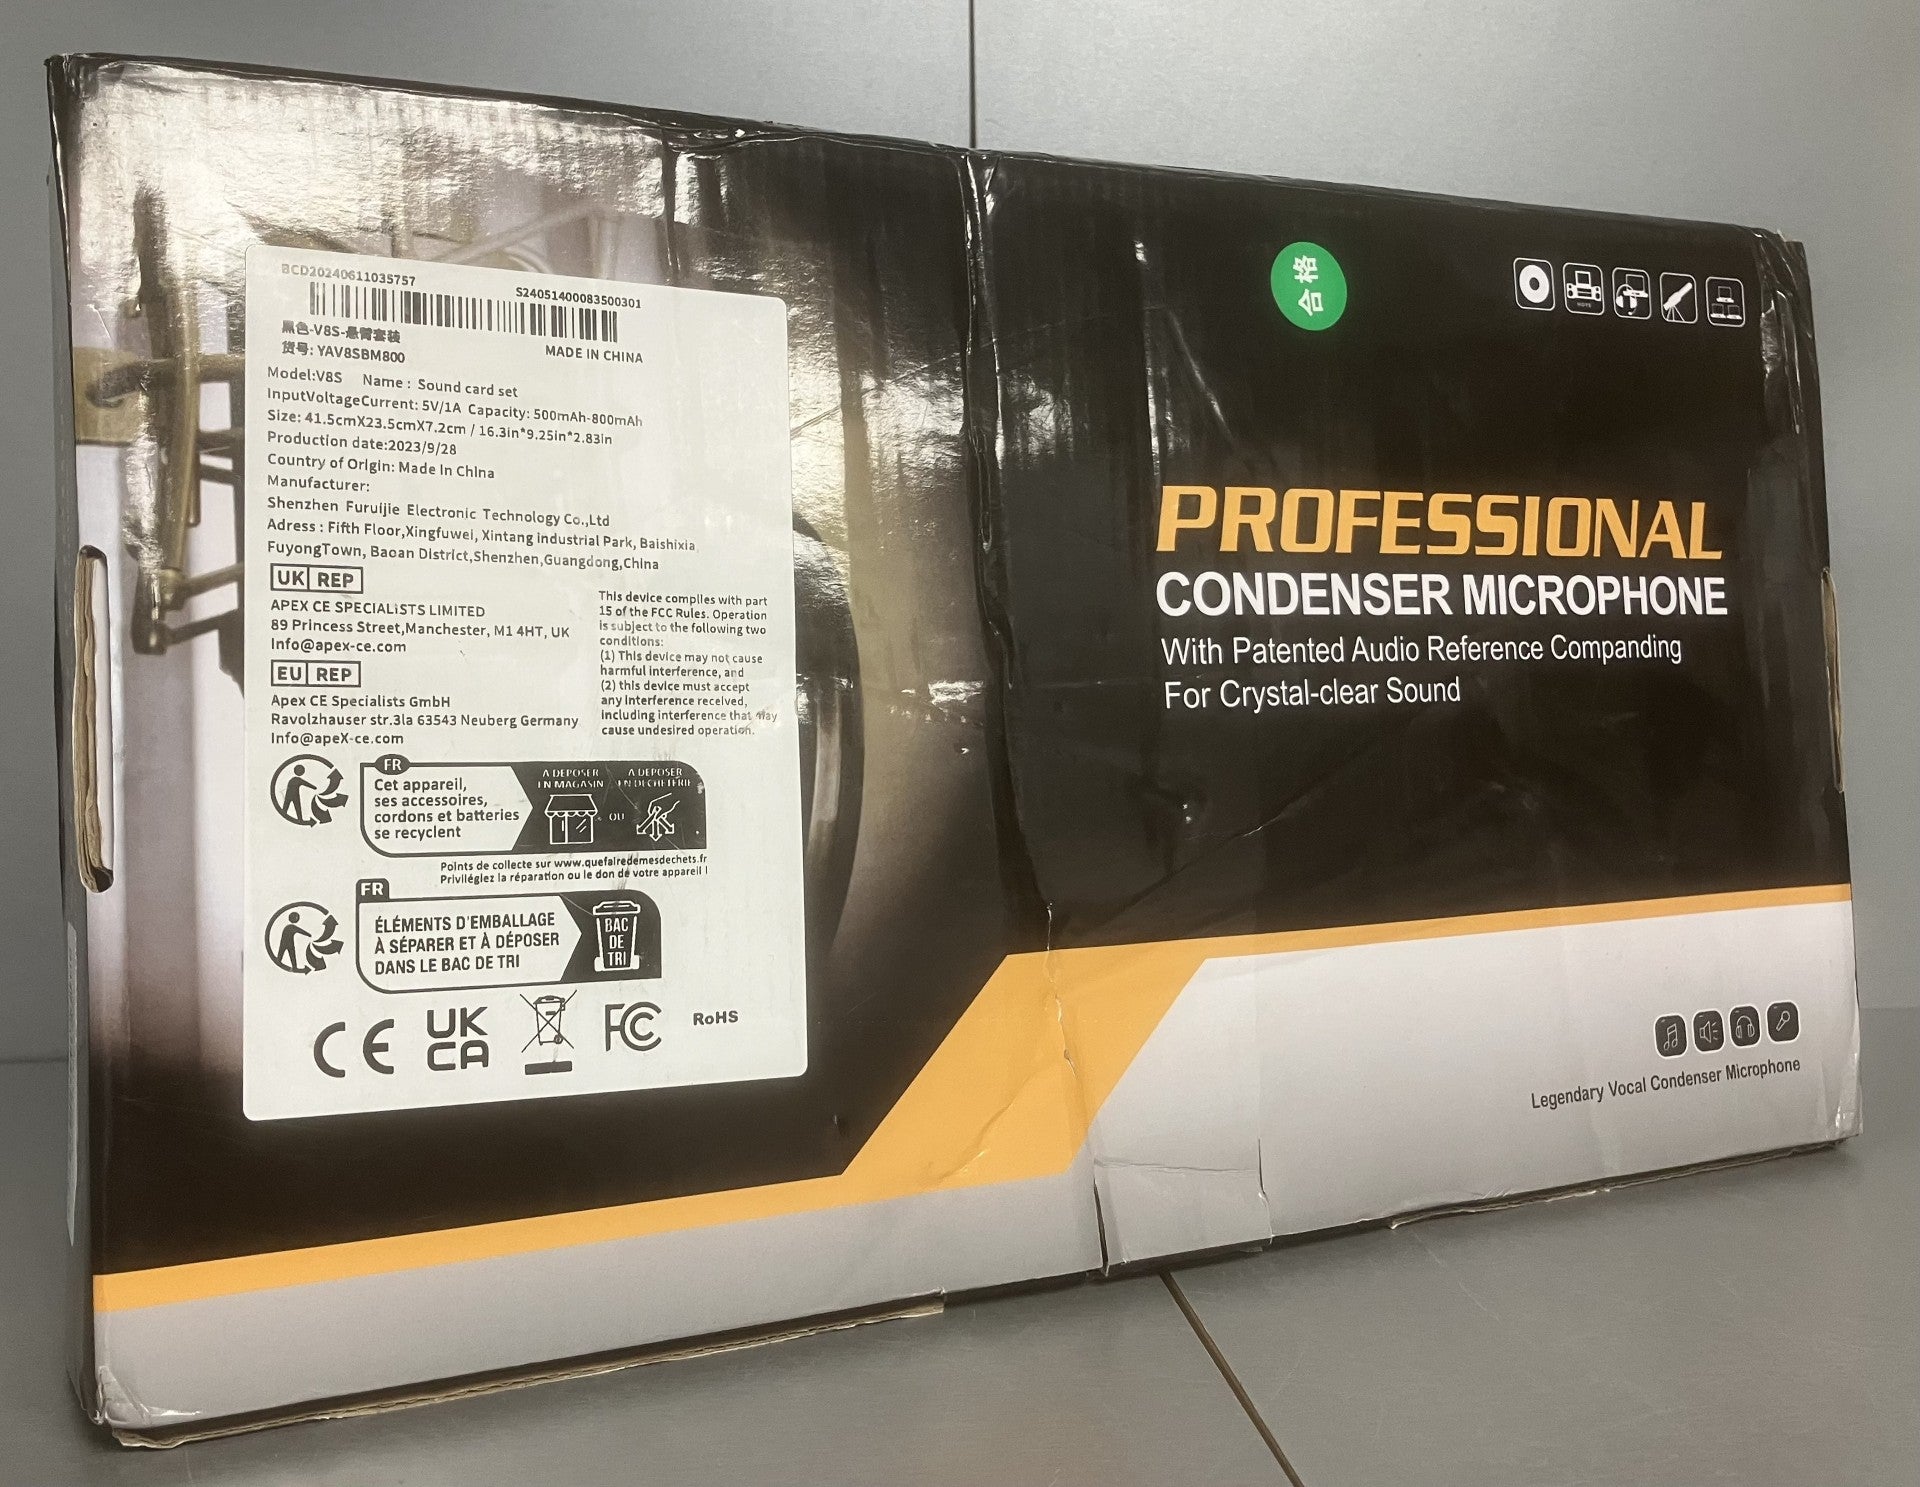 BCD20240611035757
S24051400083500301
黑色-V8S-悬臂套装
货号: YAV8SBM800
MADE IN CHINA
Model:V8S Name : Sound card set
InputVoltageCurrent: 5V/1A Capacity: 500mAh-800mAh
Size: 41.5cmX23.5cmX7.2cm / 16.3in*9.25in*2.83in
Production date:2023/9/28
Country of Origin: Made In China
Manufacturer:
Shenzhen Furuijie Electronic Technology Co.,Ltd
Adress : Fifth Floor,Xingfuwei, Xintang industrial Park, Baishixia,
FuyongTown, Baoan District,Shenzhen,Guangdong,China
UK REP
APEX CE SPECIALISTS LIMITED
89 Princess Street,Manchester, M1 4HT, UK
Info@apex-ce.com
EU REP
Apex CE Specialists GmbH
Ravolzhauser str.3la 63543 Neuberg Germany
Info@apeX-ce.com
This device complies with part
15 of the FCC Rules. Operation
is subject to the following two
conditions:
(1) This device may not cause
harmful interference, and
(2) this device must accept
any interference received,
including interference that may
cause undesired operation.
FR
Cet appareil,
ses accessoires,
cordons et batteries
se recyclent
A DEPOSER
EN MAGASIN
OU
A DEPOSER
EN DECHETERIE
Points de collecte sur www.quefairedemesdechets.fr
Privilégiez la réparation ou le don de votre appareil !
FR
ÉLÉMENTS D'EMBALLAGE
À SÉPARER ET À DÉPOSER
DANS LE BAC DE TRI
BAC
DE
TRI
CE
UK
CA
FC
RoHS
合格
PROFESSIONAL
CONDENSER MICROPHONE
With Patented Audio Reference Companding
For Crystal-clear Sound
Legendary Vocal Condenser Microphone